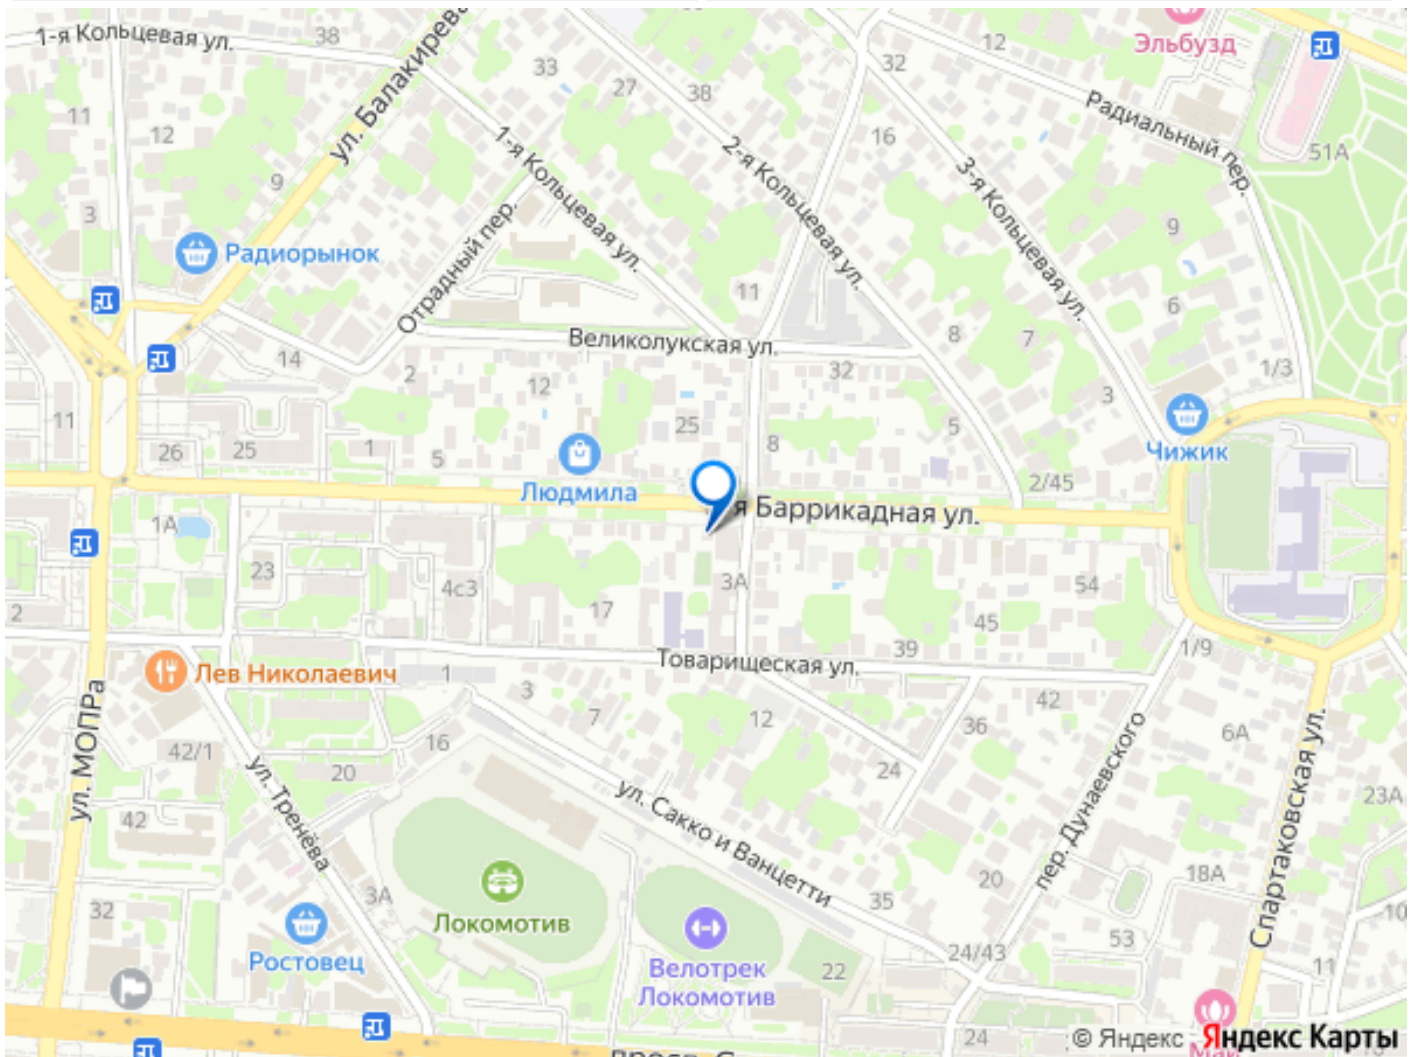 1-я Кольцевая ул.
38
ул. Балакирева
33
27
38
32
12
Эльбузд
Радиальный пер.
51А
11
12
16
1-я Кольцевая ул.
2-я Кольцевая ул.
3-я Кольцевая ул.
9
3
9
Радиорынок
Отрадный пер.
11
6
8
7
Великолукская ул.
14
2
12
32
1/3
3
11
26
25
1
5
25
8
5
Чижик
Людмила
2/45
я Баррикадная ул.
1А
23
4с3
17
3А
54
45
39
2
1/9
Товарищеская ул.
Лев Николаевич
1
3
7
12
42
36
6А
ул. МОПРа
42/1
16
20
24
ул. Тренёва
ул. Сакко и Ванцетти
пер. Дунаевского
Спартаковская ул.
23А
42
3А
20
18А
32
35
10
Локомотив
Ростовец
53
24/43
Велотрек
Локомотив
22
11
24
© Яндекс
Яндекс Карты